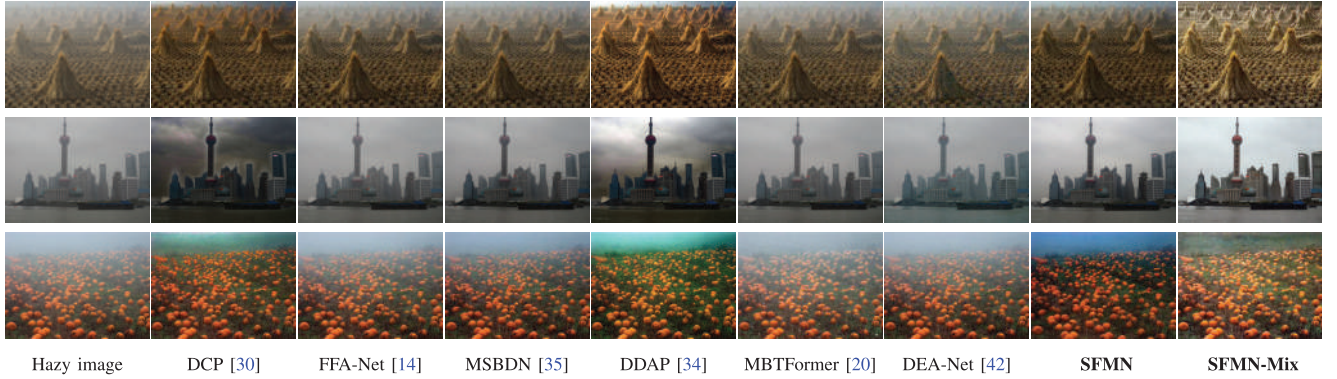 Hazy image DCP [30] FFA-Net [14] MSBDN [35] DDAP [34] MBTFormer [20] DEA-Net [42] SFMN SFMN-Mix